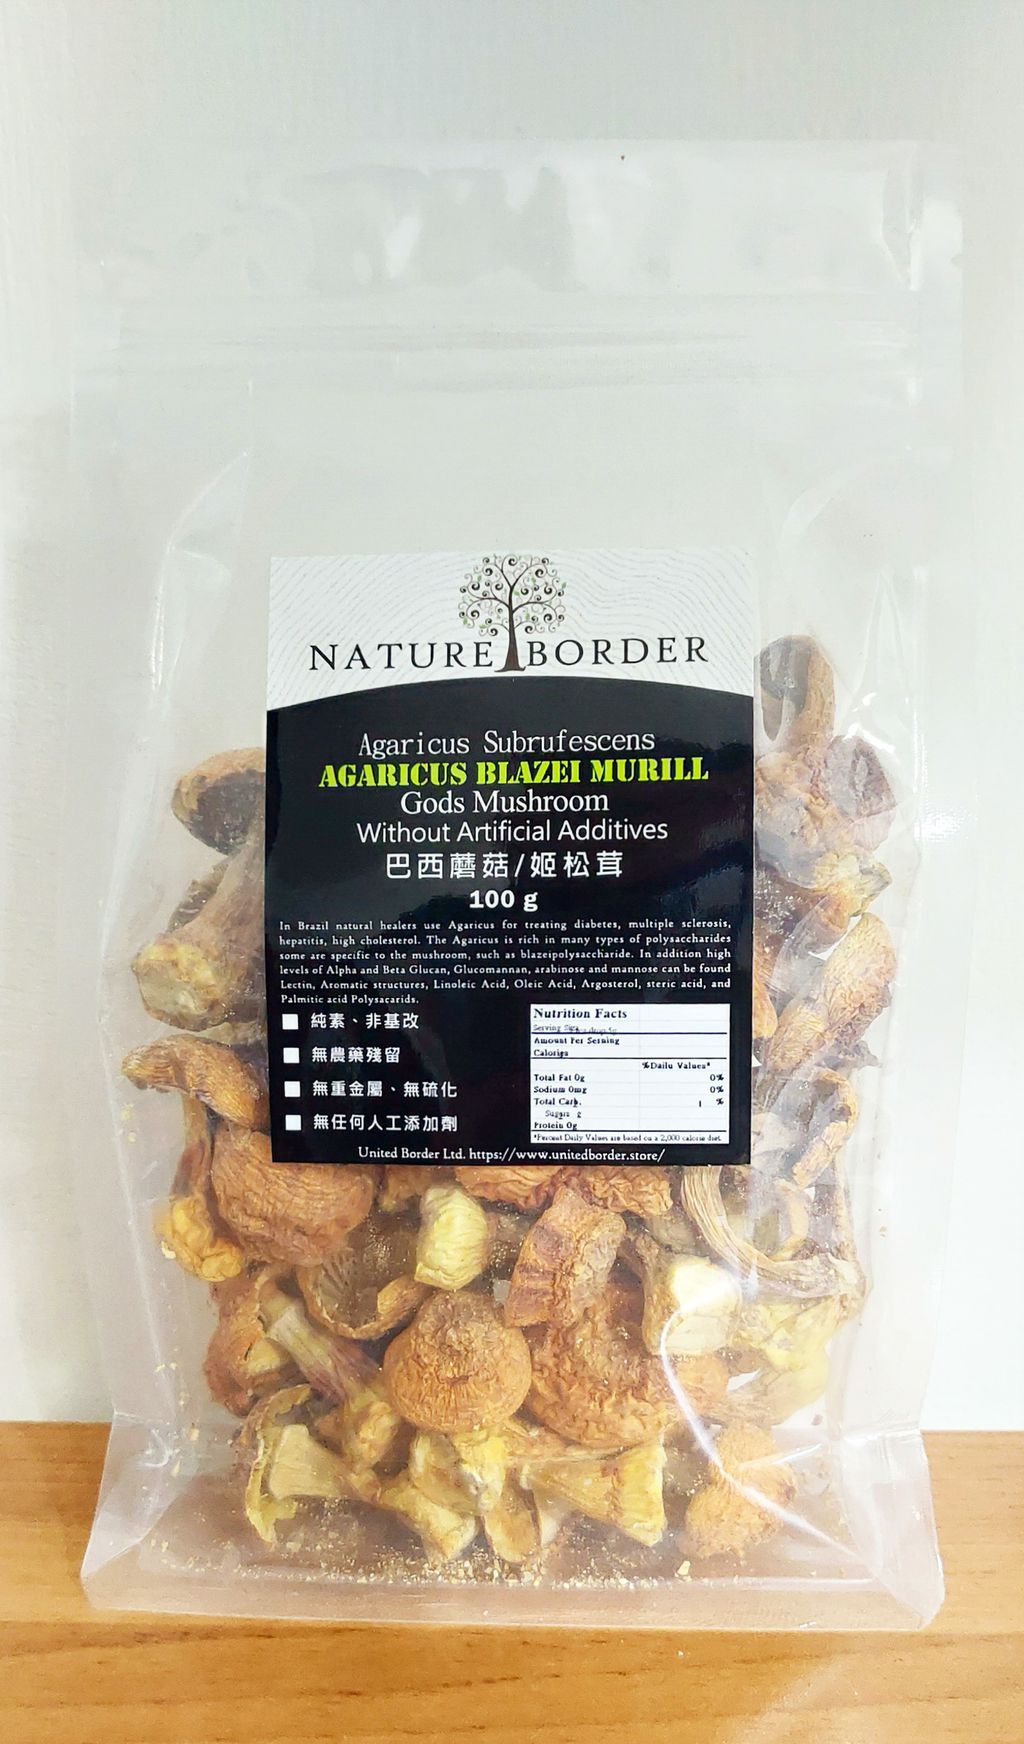 NATURE BORDER
Agaricus Subrufescens
AGARICUS BLAZEI MURILL
Gods Mushroom
Without Artificial Additives
巴西蘑菇/姬松茸
100 g
In Brazil natural healers use Agaricus for treating diabetes, multiple sclerosis,
hepatitis, high cholesterol. The Agaricus is rich in many types of polysaccharides
some are specific to the mushroom, such as blazeipolysaccharide. In addition high
levels of Alpha and Beta Glucan, Glucomannan, arabinose and mannose can be found
Lectin, Aromatic structures, Linoleic Acid, Oleic Acid, Argosterol, steric acid, and
Palmitic acid Polysacarids.
純素、非基改
無農藥殘留
無重金屬、無硫化
無任何人工添加劑
Nutrition Facts
Serving
Amount Per Serning
Calories
%Dailu Values*
Total Fat 0g 0%
Sodium 0mg 0%
Total Carb. 1 %
Sugars g
Protein 0g
*Percent Daily Values are based on a 2,000 calorie diet.
United Border Ltd. https://www.unitedborder.store/